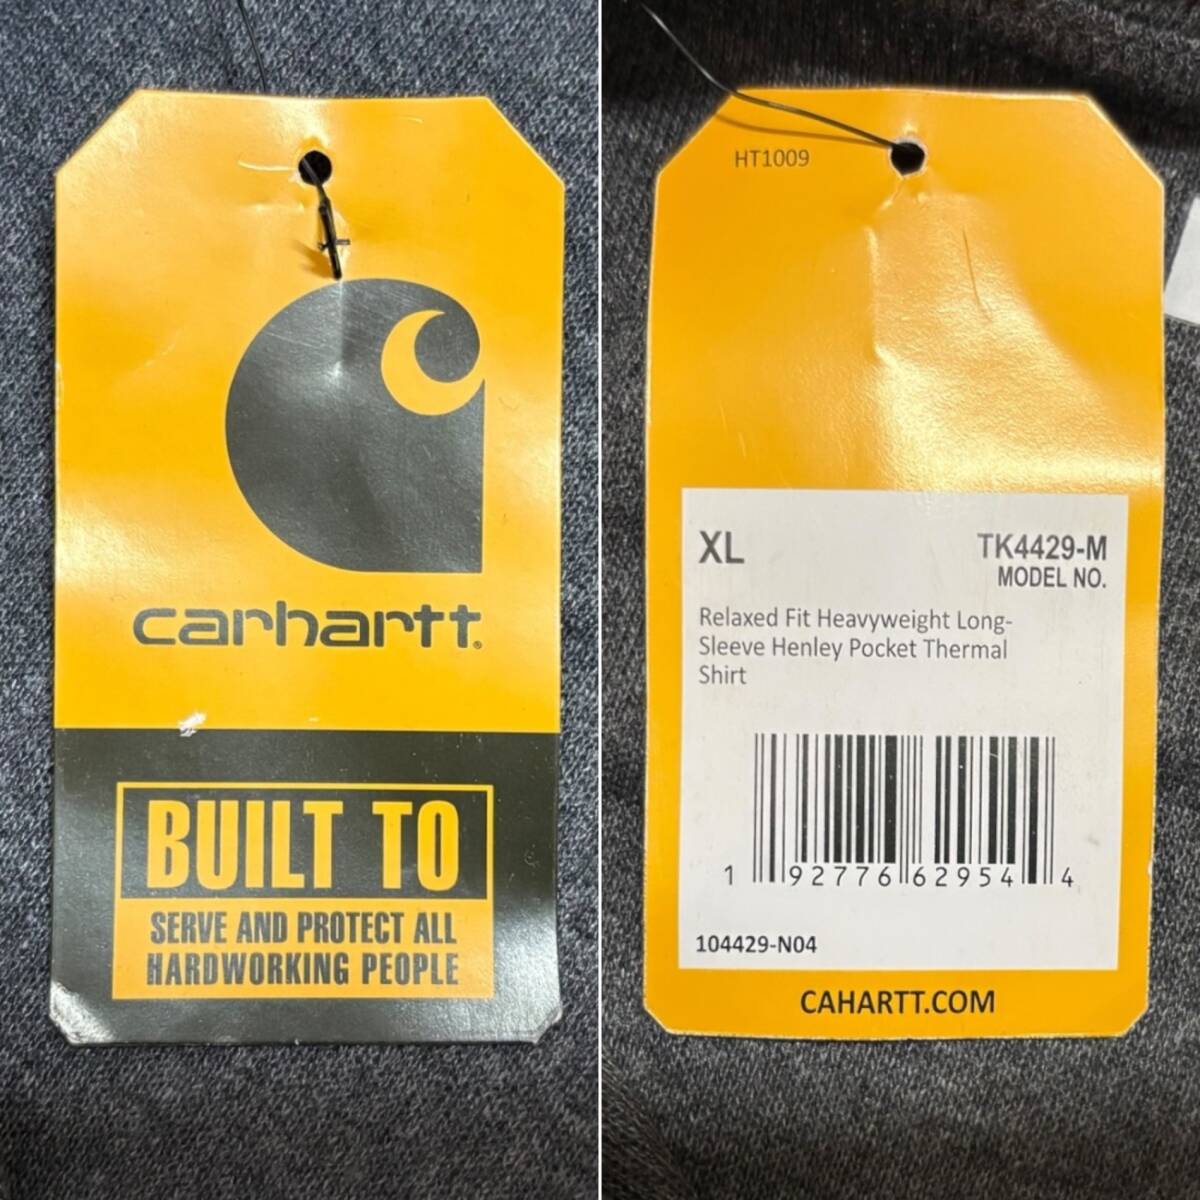 carhartt.
BUILT TO
SERVE AND PROTECT ALL
HARDWORKING PEOPLE
HT1009
XL
TK4429-M
MODEL NO.
Relaxed Fit Heavyweight Long-
Sleeve Henley Pocket Thermal
Shirt
1 92776 62954 4
104429-N04
CAHARTT.COM